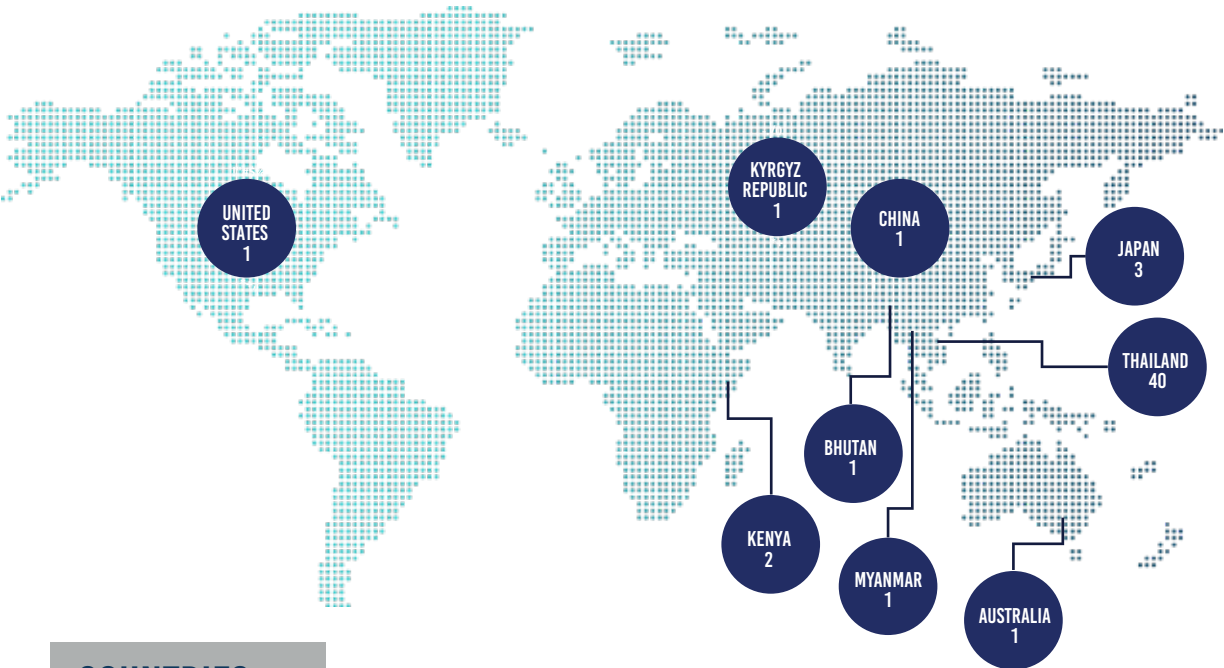 UNITED
STATES
1
KYRGYZ
REPUBLIC
1
CHINA
1
JAPAN
3
THAILAND
40
BHUTAN
1
KENYA
2
MYANMAR
1
AUSTRALIA
1
COUNTRIES